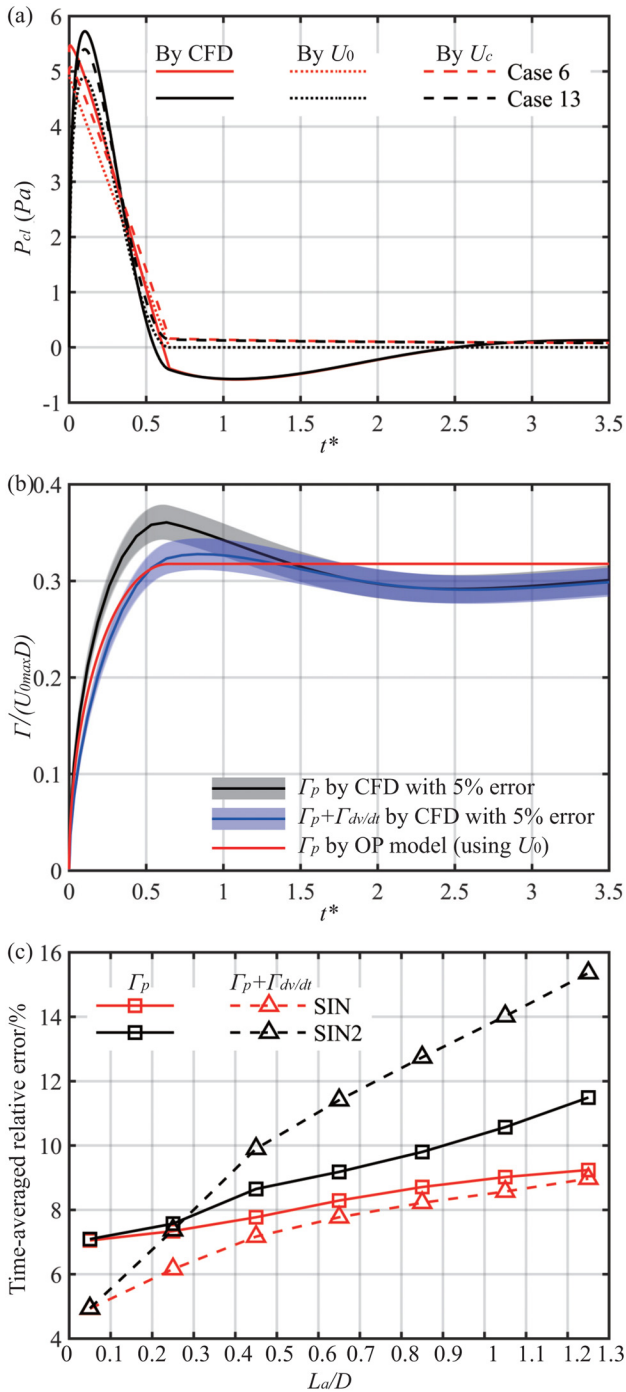 (a)
6
5
4
3
2
1
0
-1
P_cl (Pa)
By CFD By U_0 By U_c
Case 6
Case 13
0 0.5 1 1.5 2 2.5 3 3.5
t*
(b)
0.4
0.3
0.2
0.1
0
Γ/(U_0maxD)
Γ_p by CFD with 5% error
Γ_p+Γ_dv/dt by CFD with 5% error
Γ_p by OP model (using U_0)
0 0.5 1 1.5 2 2.5 3 3.5
t*
(c)
16
14
12
10
8
6
4
Time-averaged relative error/%
Γ_p Γ_p+Γ_dv/dt
SIN
SIN2
0 0.1 0.2 0.3 0.4 0.5 0.6 0.7 0.8 0.9 1 1.1 1.2 1.3
L_a/D